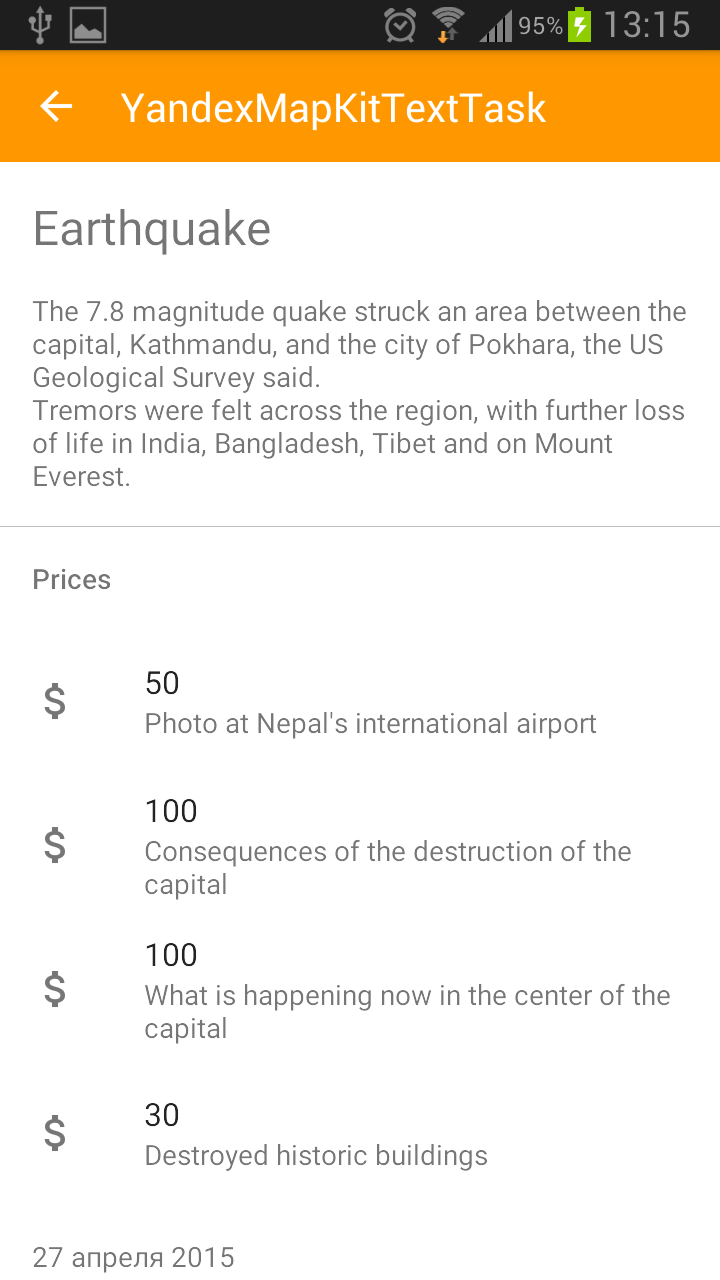 95% 13:15
YandexMapKitTextTask
Earthquake
The 7.8 magnitude quake struck an area between the
capital, Kathmandu, and the city of Pokhara, the US
Geological Survey said.
Tremors were felt across the region, with further loss
of life in India, Bangladesh, Tibet and on Mount
Everest.
Prices
$ 50
Photo at Nepal's international airport
$ 100
Consequences of the destruction of the
capital
$ 100
What is happening now in the center of the
capital
$ 30
Destroyed historic buildings
27 апреля 2015